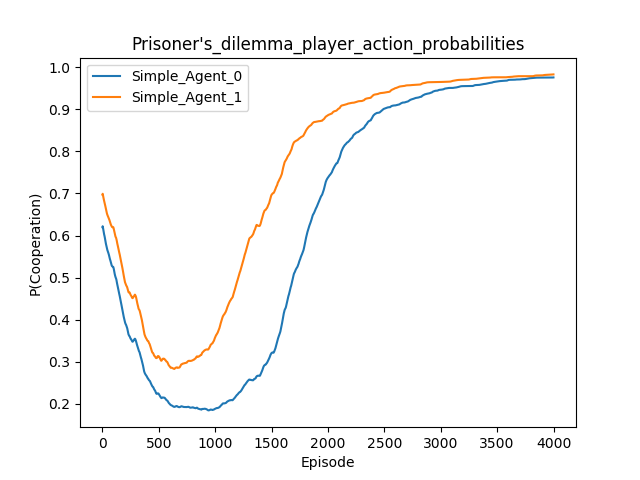 Prisoner's_dilemma_player_action_probabilities
Simple_Agent_0
Simple_Agent_1
1.0
0.9
0.8
0.7
0.6
0.5
0.4
0.3
0.2
P(Cooperation)
0 500 1000 1500 2000 2500 3000 3500 4000
Episode